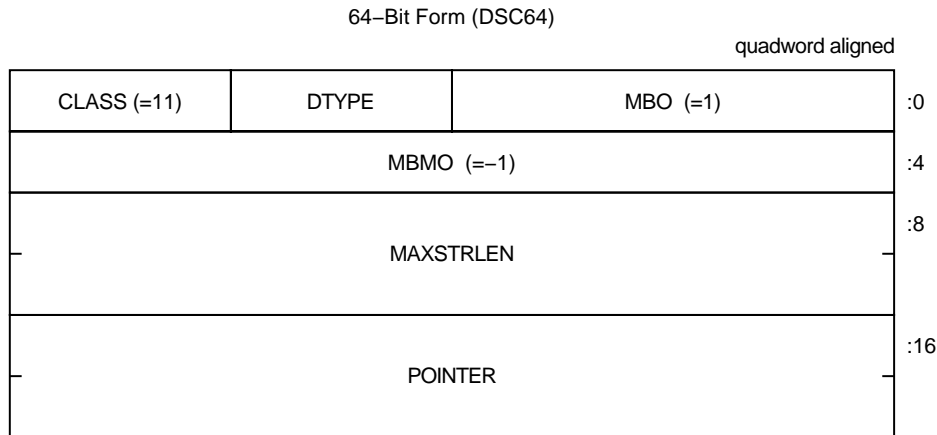 64−Bit Form (DSC64)
quadword aligned
CLASS (=11) DTYPE MBO (=1) :0
MBMO (=−1) :4
:8
MAXSTRLEN
:16
POINTER